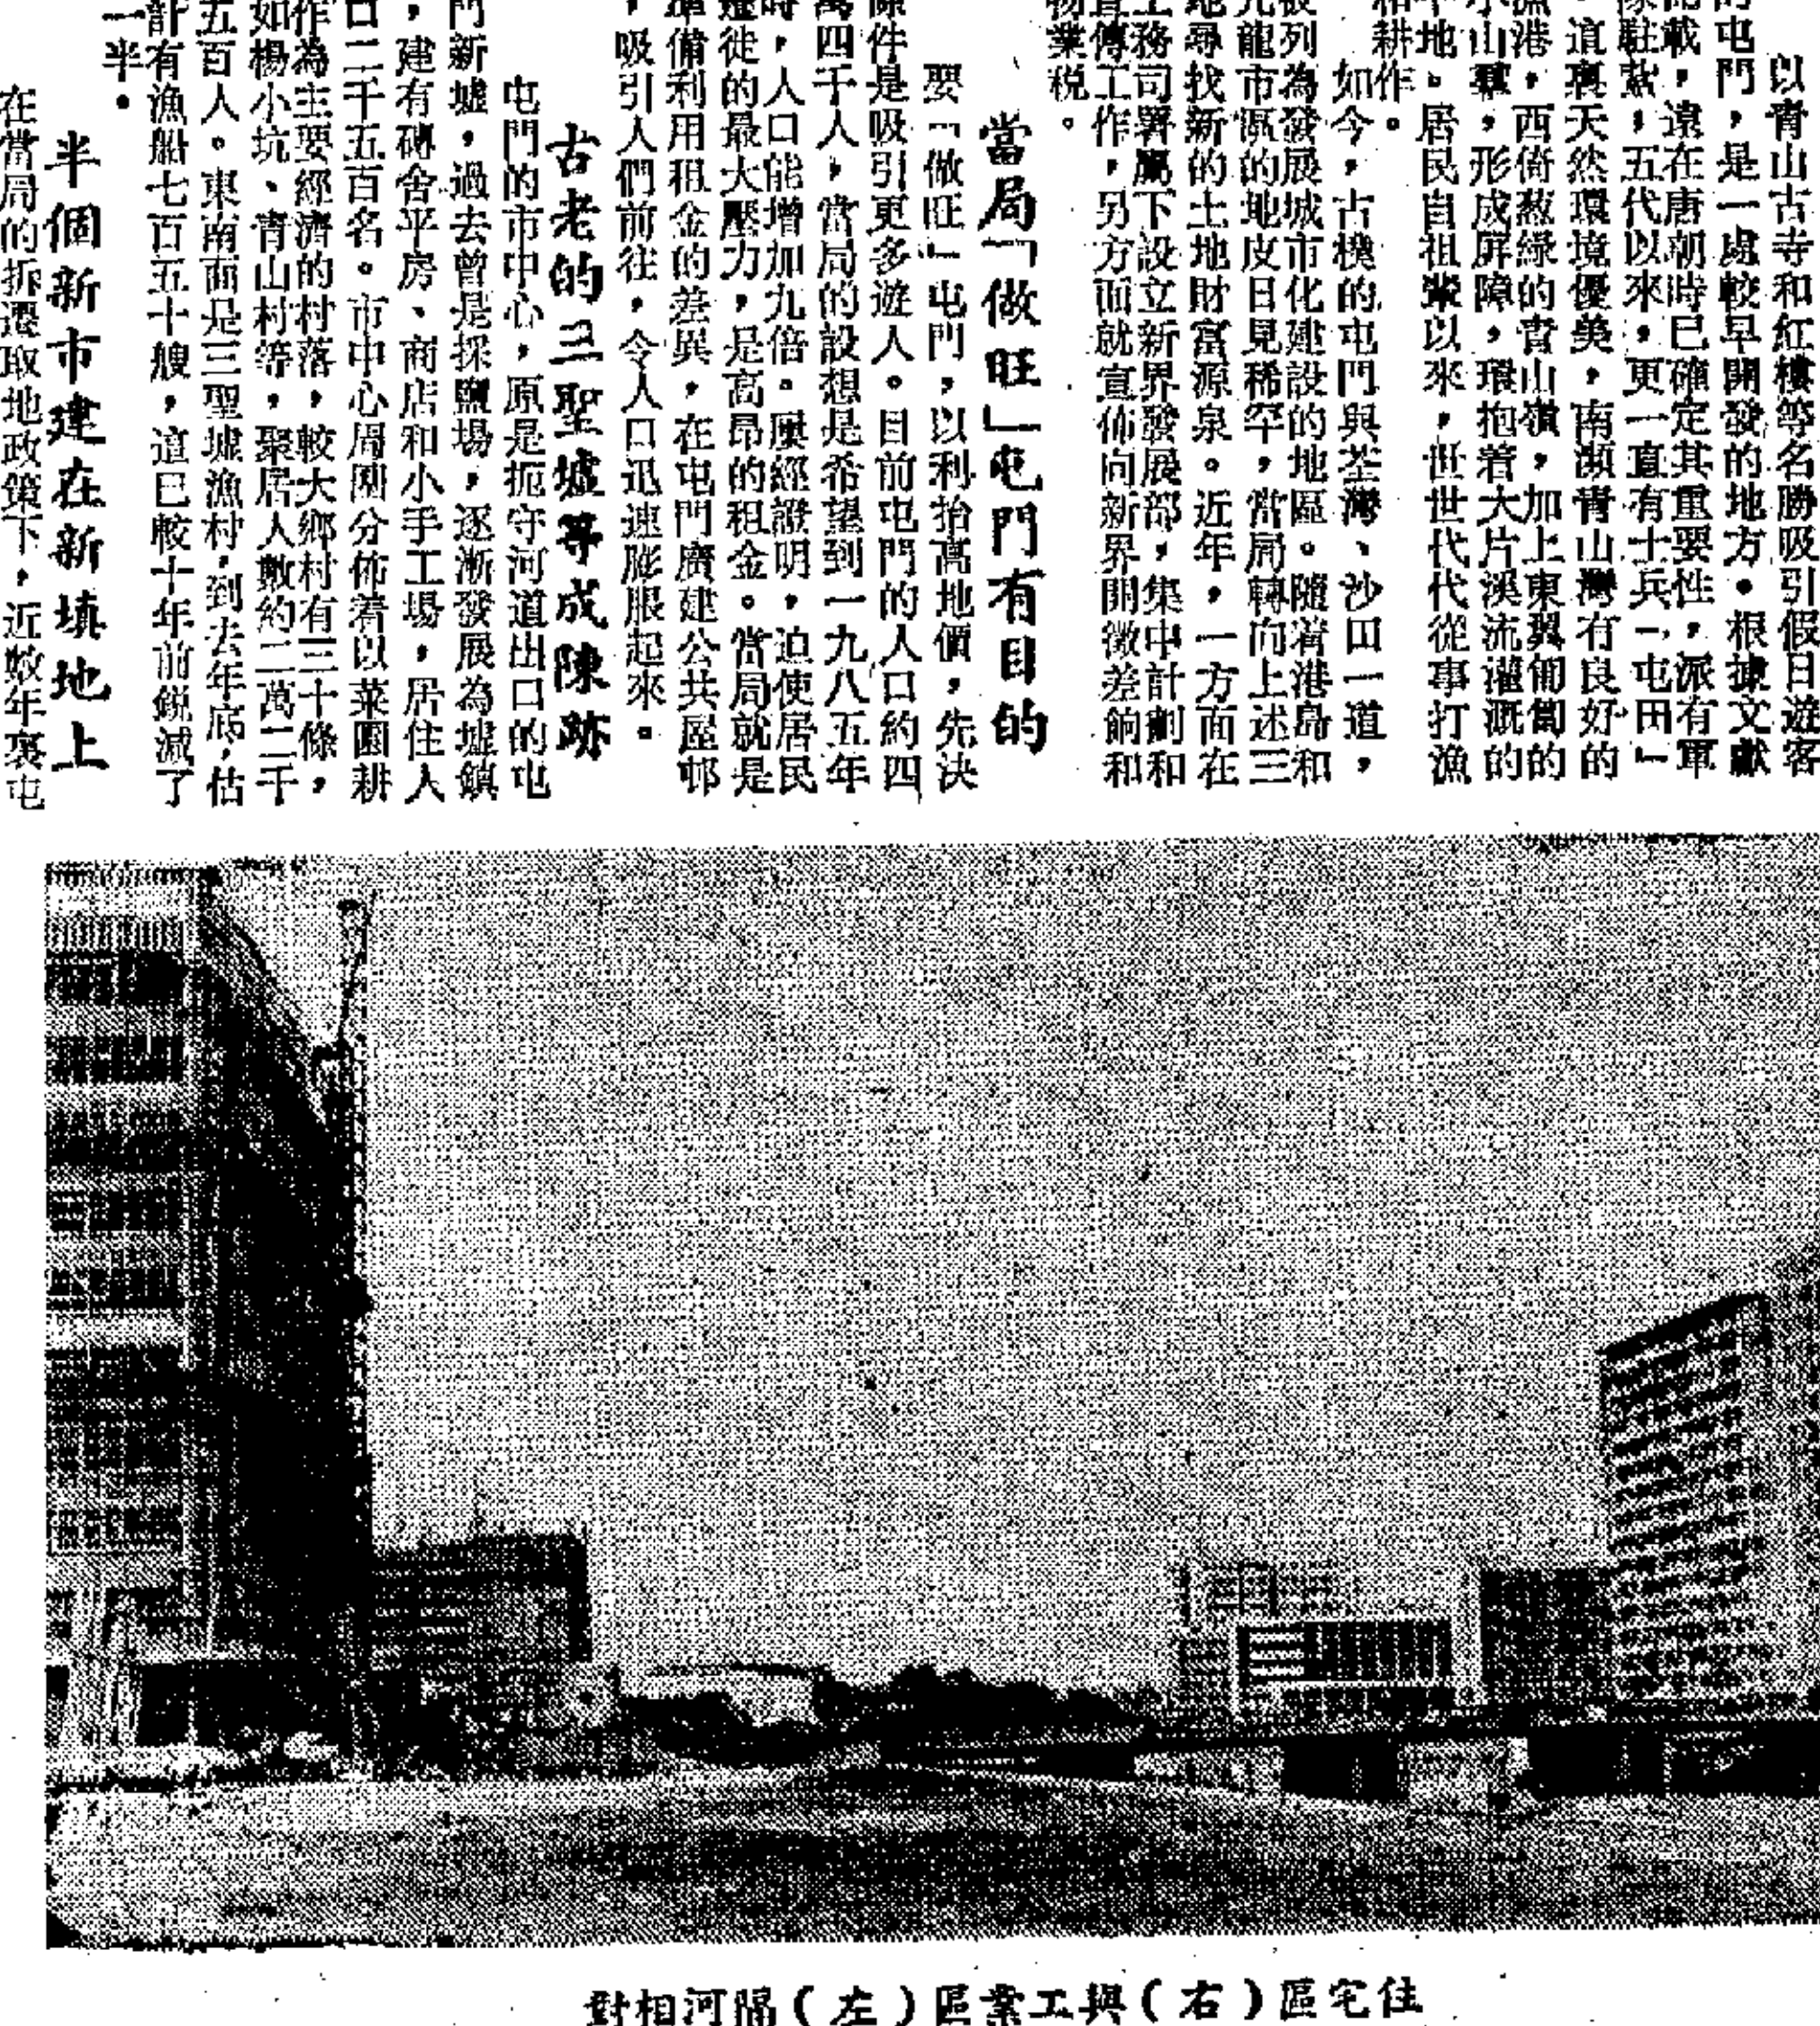 以青山古寺和紅樓等名勝吸引假日遊客
的屯門，是一處較早開發的地方。根據文獻
記載，遠在唐朝時已確定其重要性，派有軍
隊駐紮，五代以來，更一直有士兵「屯田」
。這裏天然環境優美，南瀕青山灣有良好的
漁港，西倚葱綠的青山嶺，加上東翼匍匐的
小山羣，形成屏障，環抱着大片溪流灌溉的
平地。居民自祖輩以來，世世代代從事打漁
和耕作。
如今，古樸的屯門與荃灣、沙田一道，
被列為發展城市化建設的地區。隨着港島和
九龍市區的地皮日見稀罕，當局轉向上述三
地尋找新的土地財富源泉。近年，一方面在
工務司署屬下設立新界發展部，集中計劃和
宣傳工作，另方面就宣佈向新界開徵差餉和
物業税。
當局「做旺」屯門有目的
要「做旺」屯門，以利抬高地價，先決
條件是吸引更多遊人。目前屯門的人口約四
萬四千人，當局的設想是希望到一九八五年
時，人口能增加九倍。屢經證明，迫使居民
遷徙的最大壓力，是高昂的租金。當局就是
準備利用租金的差異，在屯門廣建公共屋邨
，吸引人們前往，令人口迅速膨脹起來。
古老的三聖墟等成陳跡
屯門的市中心，原是扼守河道出口的屯
門新墟，過去曾是採鹽場，逐漸發展為墟鎮
，建有磚舍平房、商店和小手工場，居住人
口二千五百名。市中心周圍分佈着以菜園耕
作為主要經濟的村落，較大鄉村有三十條，
如楊小坑、青山村等，聚居人數約二萬二千
五百人。東南面是三聖墟漁村，到去年底，估
計有漁船七百五十艘，這已較十年前銳減了
一半。
半個新市建在新填地上
在當局的拆遷取地政策下，近數年裏屯
住宅區（右）與工業區（左）隔河相對